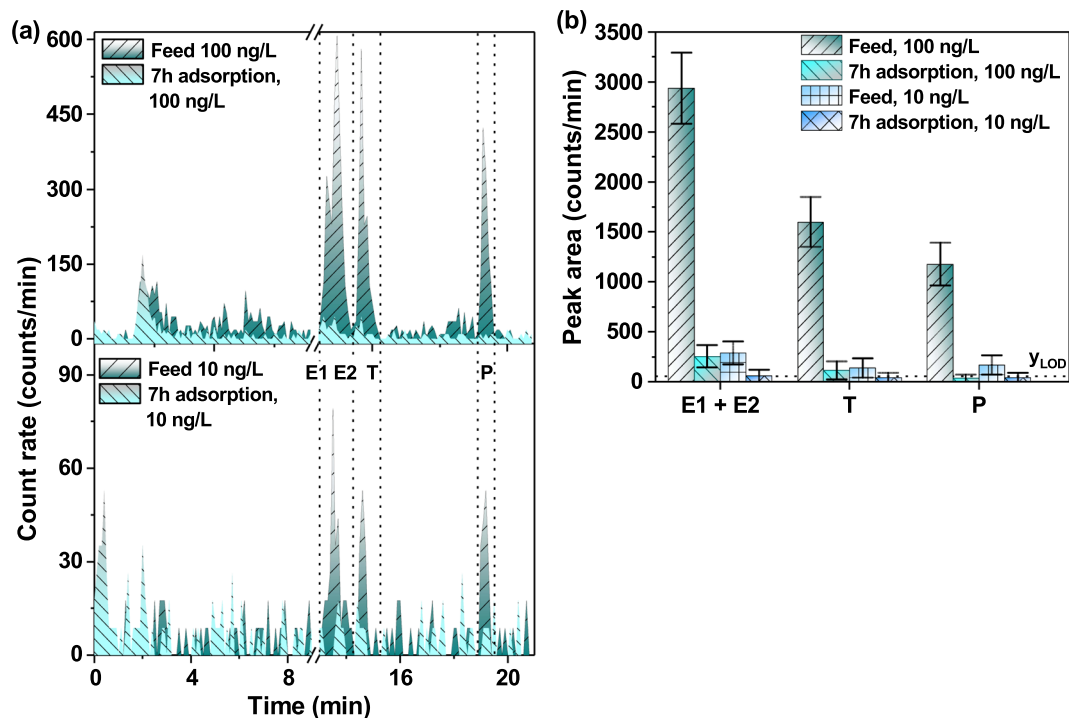 (a)
600
450
300
150
0
Feed 100 ng/L
7h adsorption,
100 ng/L
90
60
30
0
Feed 10 ng/L
7h adsorption,
10 ng/L
E1 E2 T P
0 4 8 16 20
Time (min)
Count rate (counts/min)
(b)
3500
3000
2500
2000
1500
1000
500
0
Peak area (counts/min)
Feed, 100 ng/L
7h adsorption, 100 ng/L
Feed, 10 ng/L
7h adsorption, 10 ng/L
yLOD
E1 + E2 T P